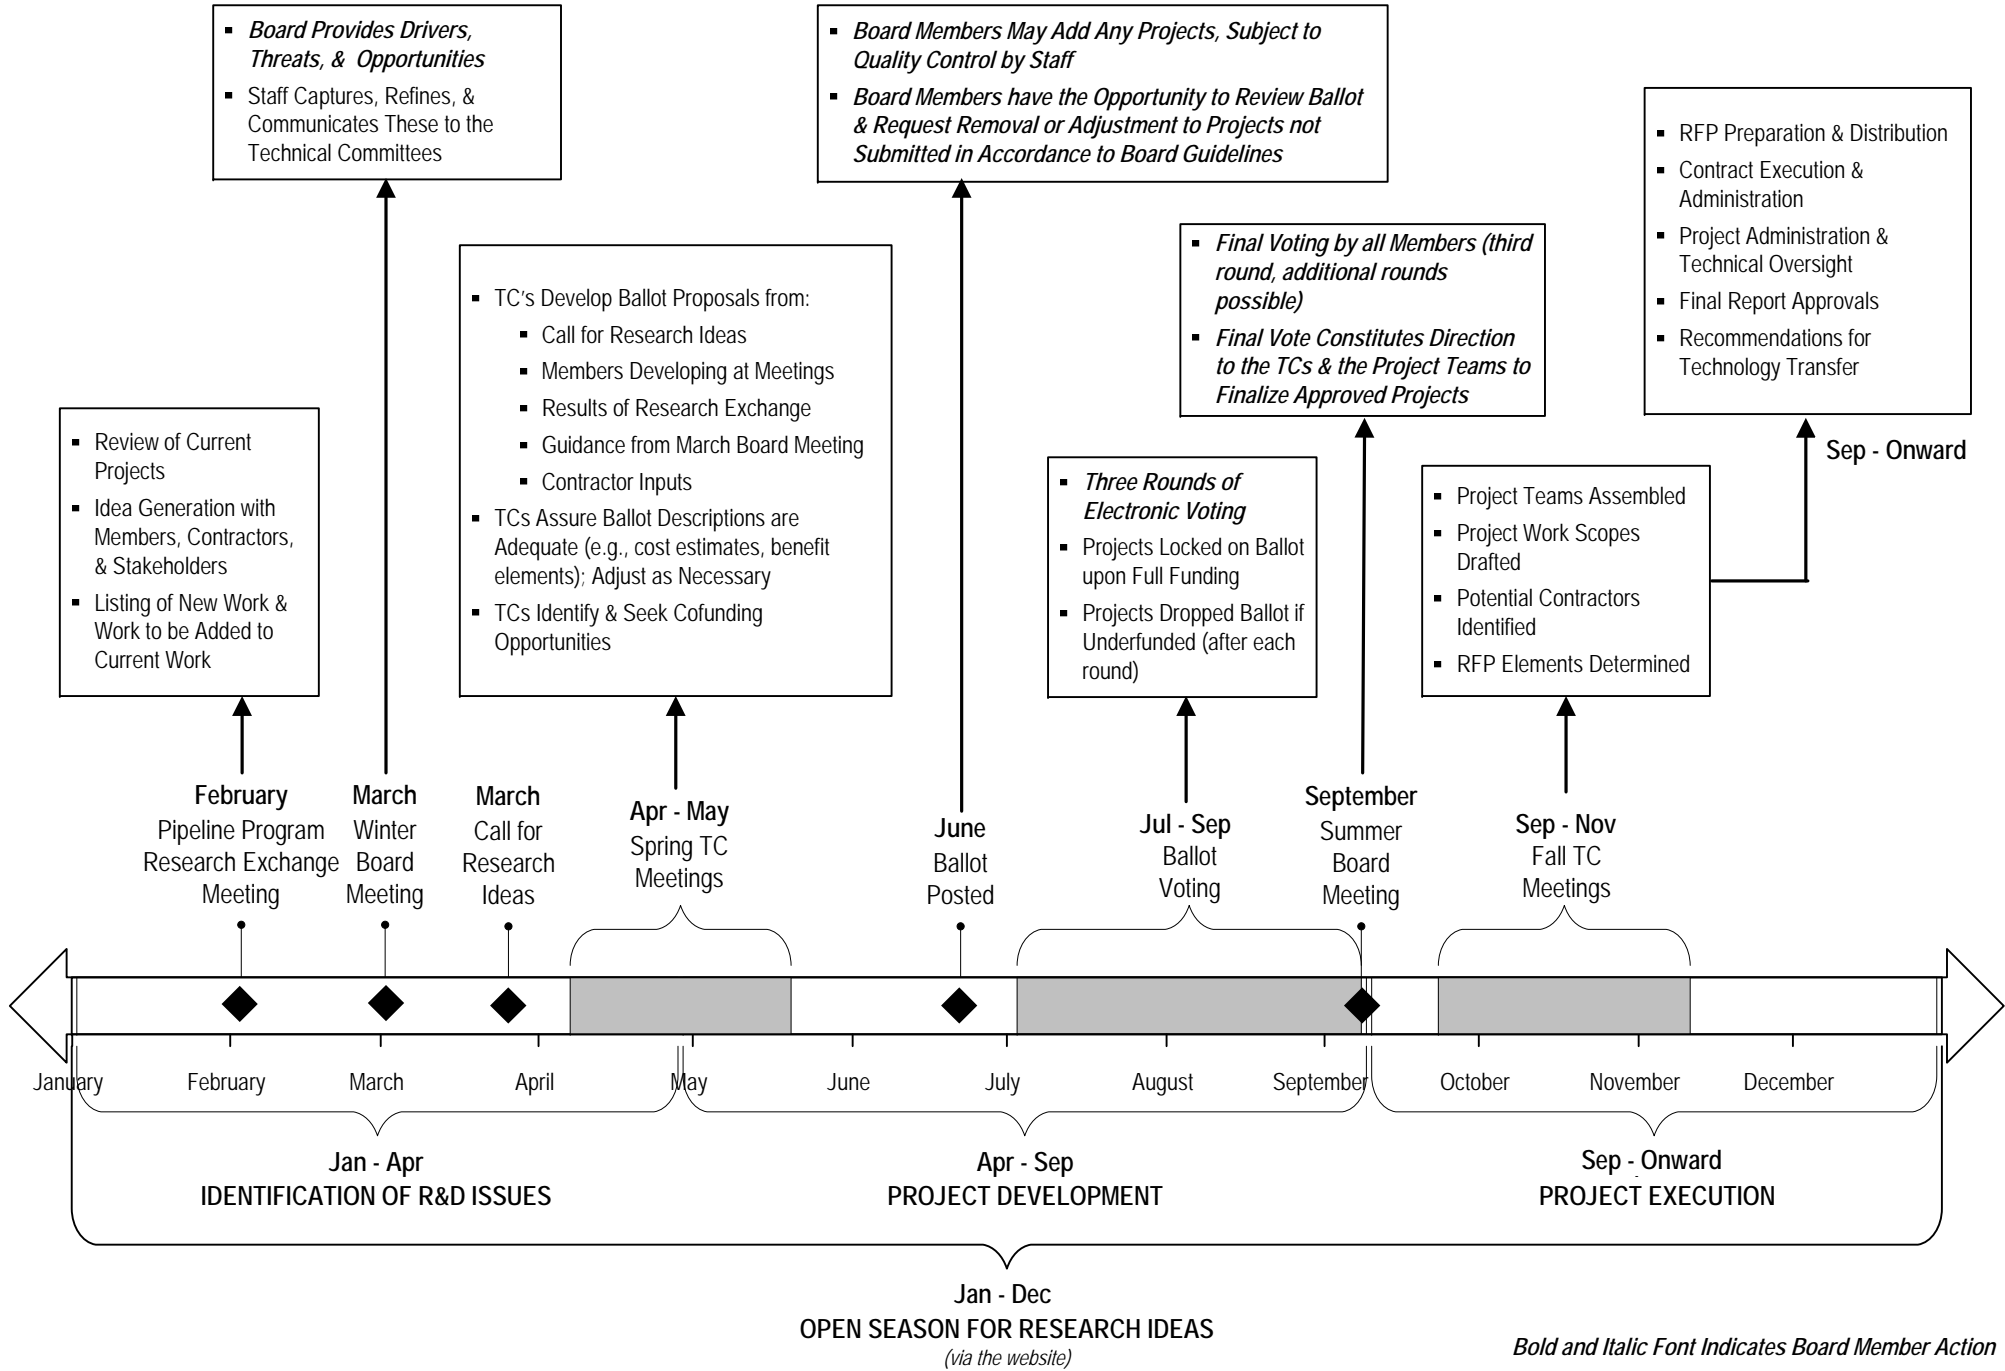 Board Provides Drivers,
Threats, & Opportunities
Staff Captures, Refines, &
Communicates These to the
Technical Committees
Board Members May Add Any Projects, Subject to
Quality Control by Staff
Board Members have the Opportunity to Review Ballot
& Request Removal or Adjustment to Projects not
Submitted in Accordance to Board Guidelines
RFP Preparation & Distribution
Contract Execution &
Administration
Project Administration &
Technical Oversight
Final Report Approvals
Recommendations for
Technology Transfer
Final Voting by all Members (third
round, additional rounds
possible)
Final Vote Constitutes Direction
to the TCs & the Project Teams to
Finalize Approved Projects
TC's Develop Ballot Proposals from:
Call for Research Ideas
Members Developing at Meetings
Results of Research Exchange
Guidance from March Board Meeting
Contractor Inputs
TCs Assure Ballot Descriptions are
Adequate (e.g., cost estimates, benefit
elements); Adjust as Necessary
TCs Identify & Seek Cofunding
Opportunities
Review of Current
Projects
Idea Generation with
Members, Contractors,
& Stakeholders
Listing of New Work &
Work to be Added to
Current Work
Three Rounds of
Electronic Voting
Projects Locked on Ballot
upon Full Funding
Projects Dropped Ballot if
Underfunded (after each
round)
Project Teams Assembled
Project Work Scopes
Drafted
Potential Contractors
Identified
RFP Elements Determined
Sep - Onward
February
Pipeline Program
Research Exchange
Meeting
March
Winter
Board
Meeting
March
Call for
Research
Ideas
Apr - May
Spring TC
Meetings
June
Ballot
Posted
Jul - Sep
Ballot
Voting
September
Summer
Board
Meeting
Sep - Nov
Fall TC
Meetings
January
February
March
April
May
June
July
August
September
October
November
December
Jan - Apr
IDENTIFICATION OF R&D ISSUES
Apr - Sep
PROJECT DEVELOPMENT
Sep - Onward
PROJECT EXECUTION
Jan - Dec
OPEN SEASON FOR RESEARCH IDEAS
(via the website)
Bold and Italic Font Indicates Board Member Action